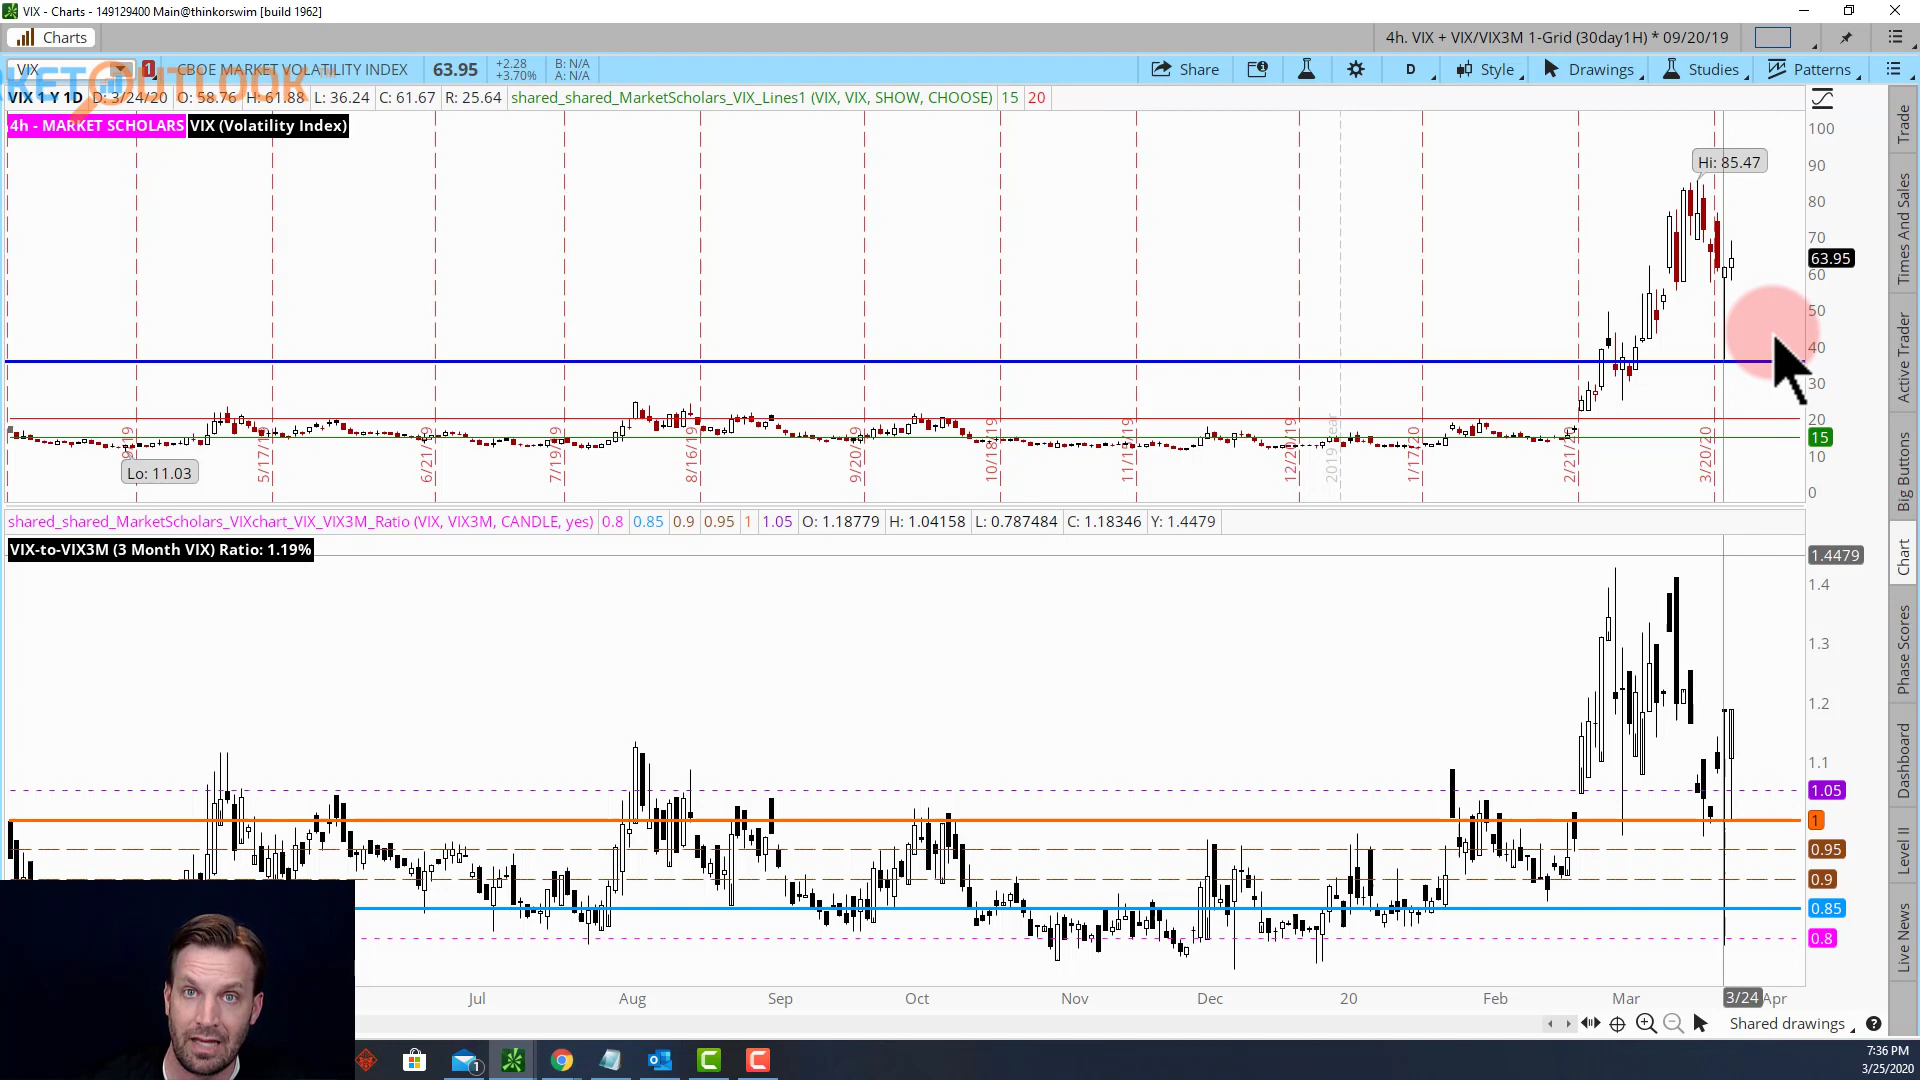 VIX - Charts - 149129400 Main@thinkorswim [build 1962]
Charts
4h. VIX + VIX/VIX3M 1-Grid (30day1H) * 09/20/19
VIX
1
CBOE MARKET VOLATILITY INDEX
63.95
+2.28
+3.70%
B: N/A
A: N/A
Share
D
Style
Drawings
Studies
Patterns
VIX 1 Y 1D D: 3/24/20 O: 58.76 H: 61.88 L: 36.24 C: 61.67 R: 25.64 shared_shared_MarketScholars_VIX_Lines1 (VIX, VIX, SHOW, CHOOSE) 15 20
4h - MARKET SCHOLARS VIX (Volatility Index)
Hi: 85.47
Lo: 11.03
100
90
80
70
63.95
60
50
40
30
20
15
10
0
5/17/19
6/21/19
7/19/19
8/16/19
9/20/19
10/18/19
11/15/19
12/20/19
2019 year
1/17/20
2/21/20
3/20/20
shared_shared_MarketScholars_VIXchart_VIX_VIX3M_Ratio (VIX, VIX3M, CANDLE, yes) 0.8 0.85 0.9 0.95 1 1.05 O: 1.18779 H: 1.04158 L: 0.787484 C: 1.18346 Y: 1.4479
VIX-to-VIX3M (3 Month VIX) Ratio: 1.19%
1.4479
1.4
1.3
1.2
1.1
1.05
1
0.95
0.9
0.85
0.8
Jul
Aug
Sep
Oct
Nov
Dec
20
Feb
Mar
3/24
Apr
Shared drawings
Trade
Times And Sales
Active Trader
Big Buttons
Chart
Phase Scores
Dashboard
Level II
Live News
7:36 PM
3/25/2020